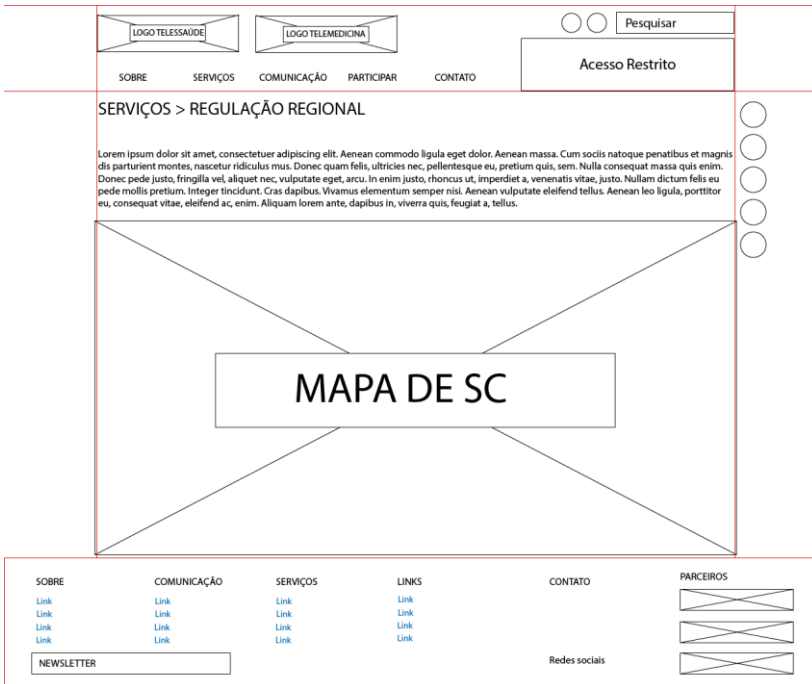 LOGO TELESSAÚDE
LOGO TELEMEDICINA
Pesquisar
Acesso Restrito
SOBRE SERVIÇOS COMUNICAÇÃO PARTICIPAR CONTATO
SERVIÇOS > REGULAÇÃO REGIONAL
Lorem ipsum dolor sit amet, consectetuer adipiscing elit. Aenean commodo ligula eget dolor. Aenean massa. Cum sociis natoque penatibus et magnis
dis parturient montes, nascetur ridiculus mus. Donec quam felis, ultricies nec, pellentesque eu, pretium quis, sem. Nulla consequat massa quis enim.
Donec pede justo, fringilla vel, aliquet nec, vulputate eget, arcu. In enim justo, rhoncus ut, imperdiet a, venenatis vitae, justo. Nullam dictum felis eu
pede mollis pretium. Integer tincidunt. Cras dapibus. Vivamus elementum semper nisi. Aenean vulputate eleifend tellus. Aenean leo ligula, porttitor
eu, consequat vitae, eleifend ac, enim. Aliquam lorem ante, dapibus in, viverra quis, feugiat a, tellus.
MAPA DE SC
SOBRE
Link
Link
Link
Link
COMUNICAÇÃO
Link
Link
Link
Link
SERVIÇOS
Link
Link
Link
Link
LINKS
Link
Link
Link
Link
CONTATO
PARCEIROS
NEWSLETTER
Redes sociais